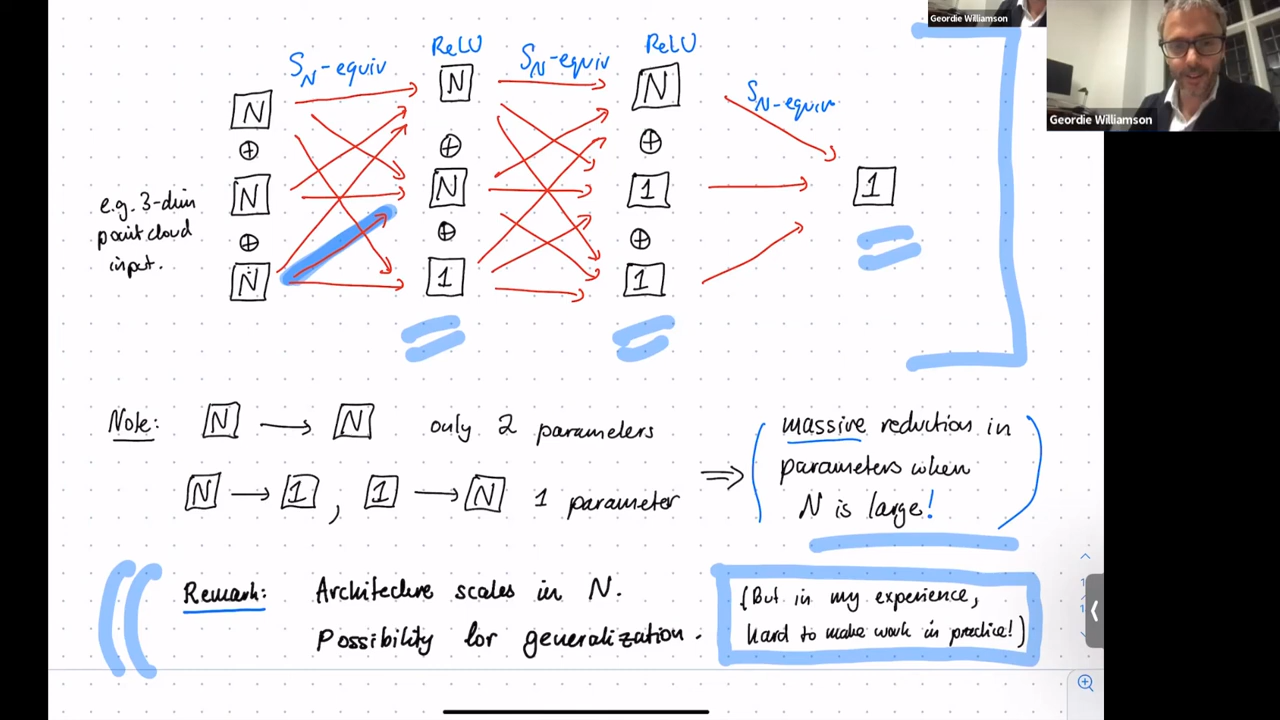 Geordie Williamson
Geordie Williamson
S_N-equiv
ReLU
S_N-equiv
ReLU
S_N-equiv
N
N
N
⊕
⊕
⊕
N
N
1
1
⊕
⊕
⊕
N
1
1
e.g. 3-dim
point cloud
input.
Note: N → N only 2 parameters
N → 1, 1 → N 1 parameter
⟹
(massive reduction in
parameters when
N is large!)
Remark: Architecture scales in N.
Possibility for generalization.
(But in my experience,
hard to make work in practice!)